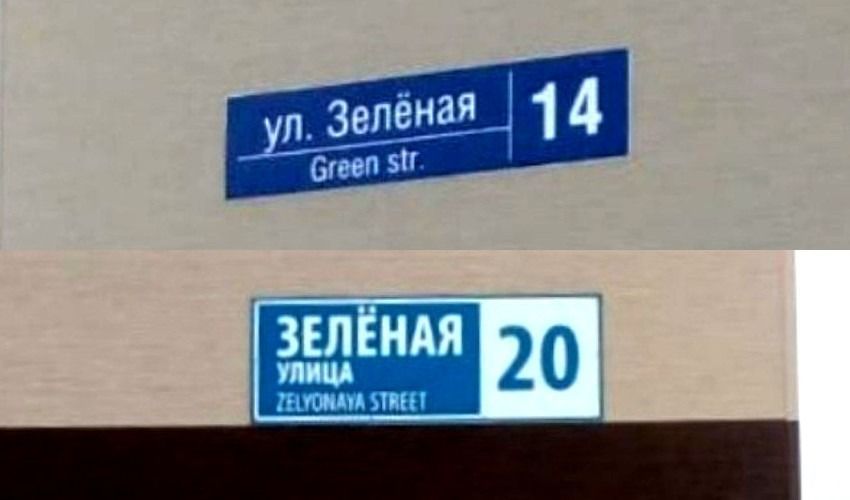 ул. Зелёная
Green str.
14
ЗЕЛЁНАЯ
УЛИЦА
ZELYONAYA STREET
20